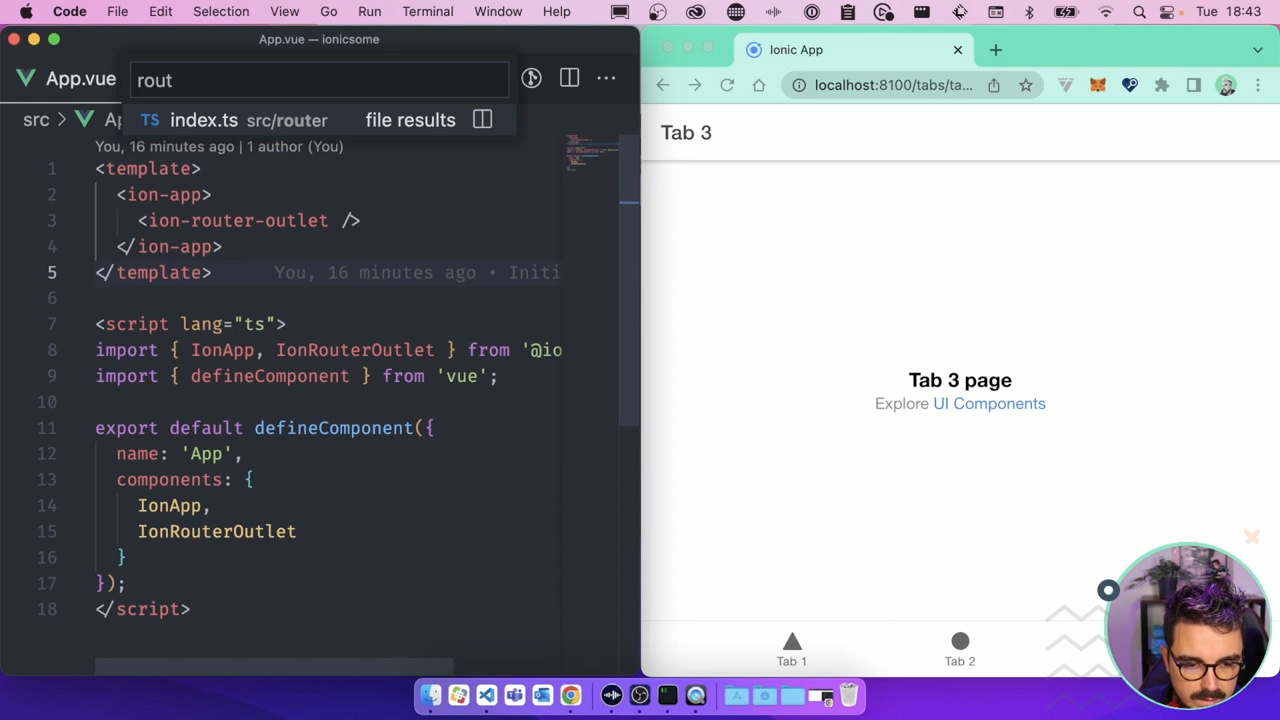 Code File Edit Selection View Go Run Terminal Window Help Tue 18:43
App.vue — ionicsome
App.vue
rout
src > Ap
TS index.ts src/router file results
You, 16 minutes ago | 1 author (You)
1 <template>
2 <ion-app>
3 <ion-router-outlet />
4 </ion-app>
5 </template> You, 16 minutes ago • Initi
6
7 <script lang="ts">
8 import { IonApp, IonRouterOutlet } from '@io
9 import { defineComponent } from 'vue';
10
11 export default defineComponent({
12 name: 'App',
13 components: {
14 IonApp,
15 IonRouterOutlet
16 }
17 });
18 </script>
Ionic App
localhost:8100/tabs/ta...
Tab 3
Tab 3 page
Explore UI Components
Tab 1 Tab 2